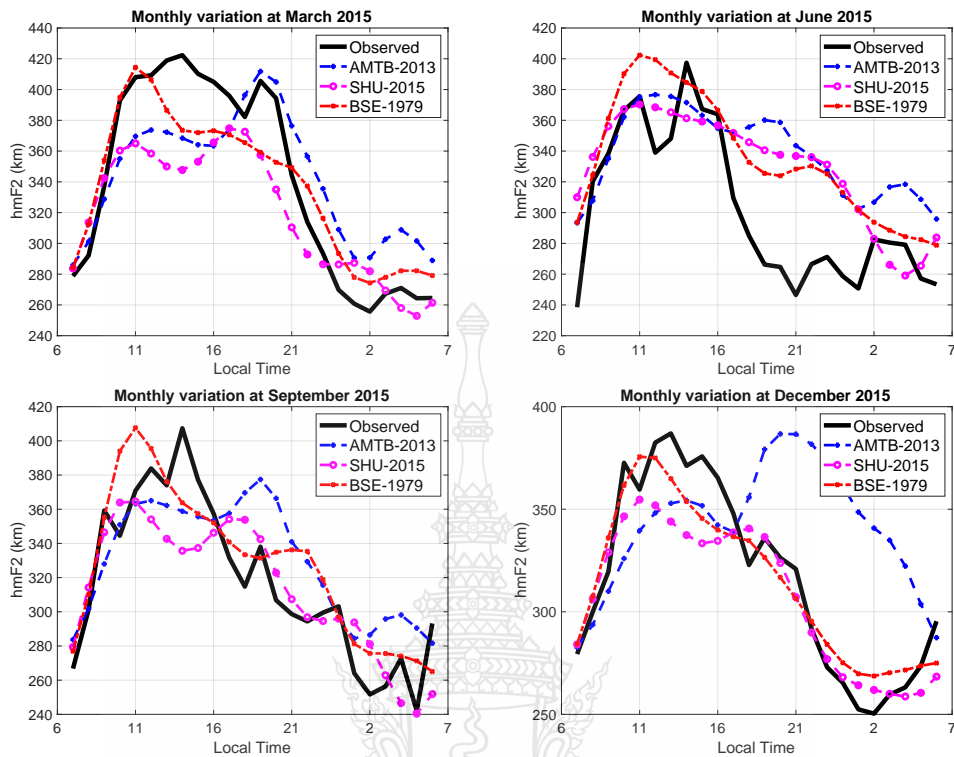 Monthly variation at March 2015
hmF2 (km)
440
420
400
380
360
340
320
300
280
260
240
6
11
16
21
2
7
Local Time
Observed
AMTB-2013
SHU-2015
BSE-1979
Monthly variation at June 2015
hmF2 (km)
420
400
380
360
340
320
300
280
260
240
220
6
11
16
21
2
7
Local Time
Observed
AMTB-2013
SHU-2015
BSE-1979
Monthly variation at September 2015
hmF2 (km)
420
400
380
360
340
320
300
280
260
240
6
11
16
21
2
7
Local Time
Observed
AMTB-2013
SHU-2015
BSE-1979
Monthly variation at December 2015
hmF2 (km)
400
350
300
250
6
11
16
21
2
7
Local Time
Observed
AMTB-2013
SHU-2015
BSE-1979